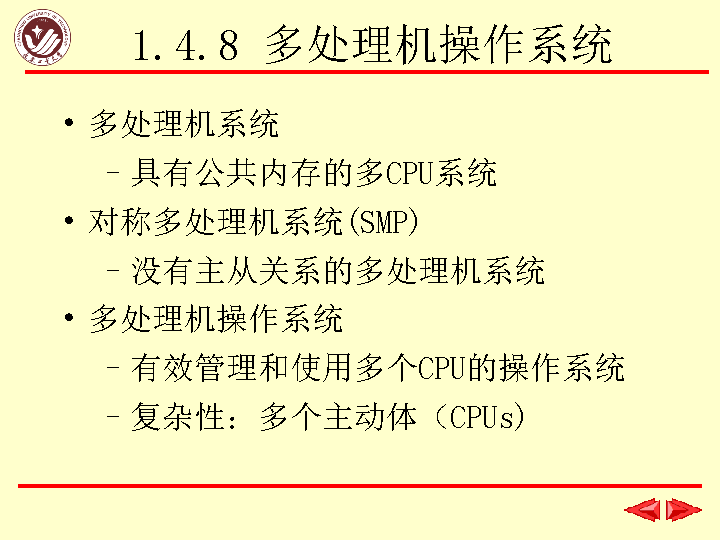 1.4.8 多处理机操作系统
• 多处理机系统
–具有公共内存的多CPU系统
• 对称多处理机系统(SMP)
–没有主从关系的多处理机系统
• 多处理机操作系统
–有效管理和使用多个CPU的操作系统
–复杂性：多个主动体（CPUs)